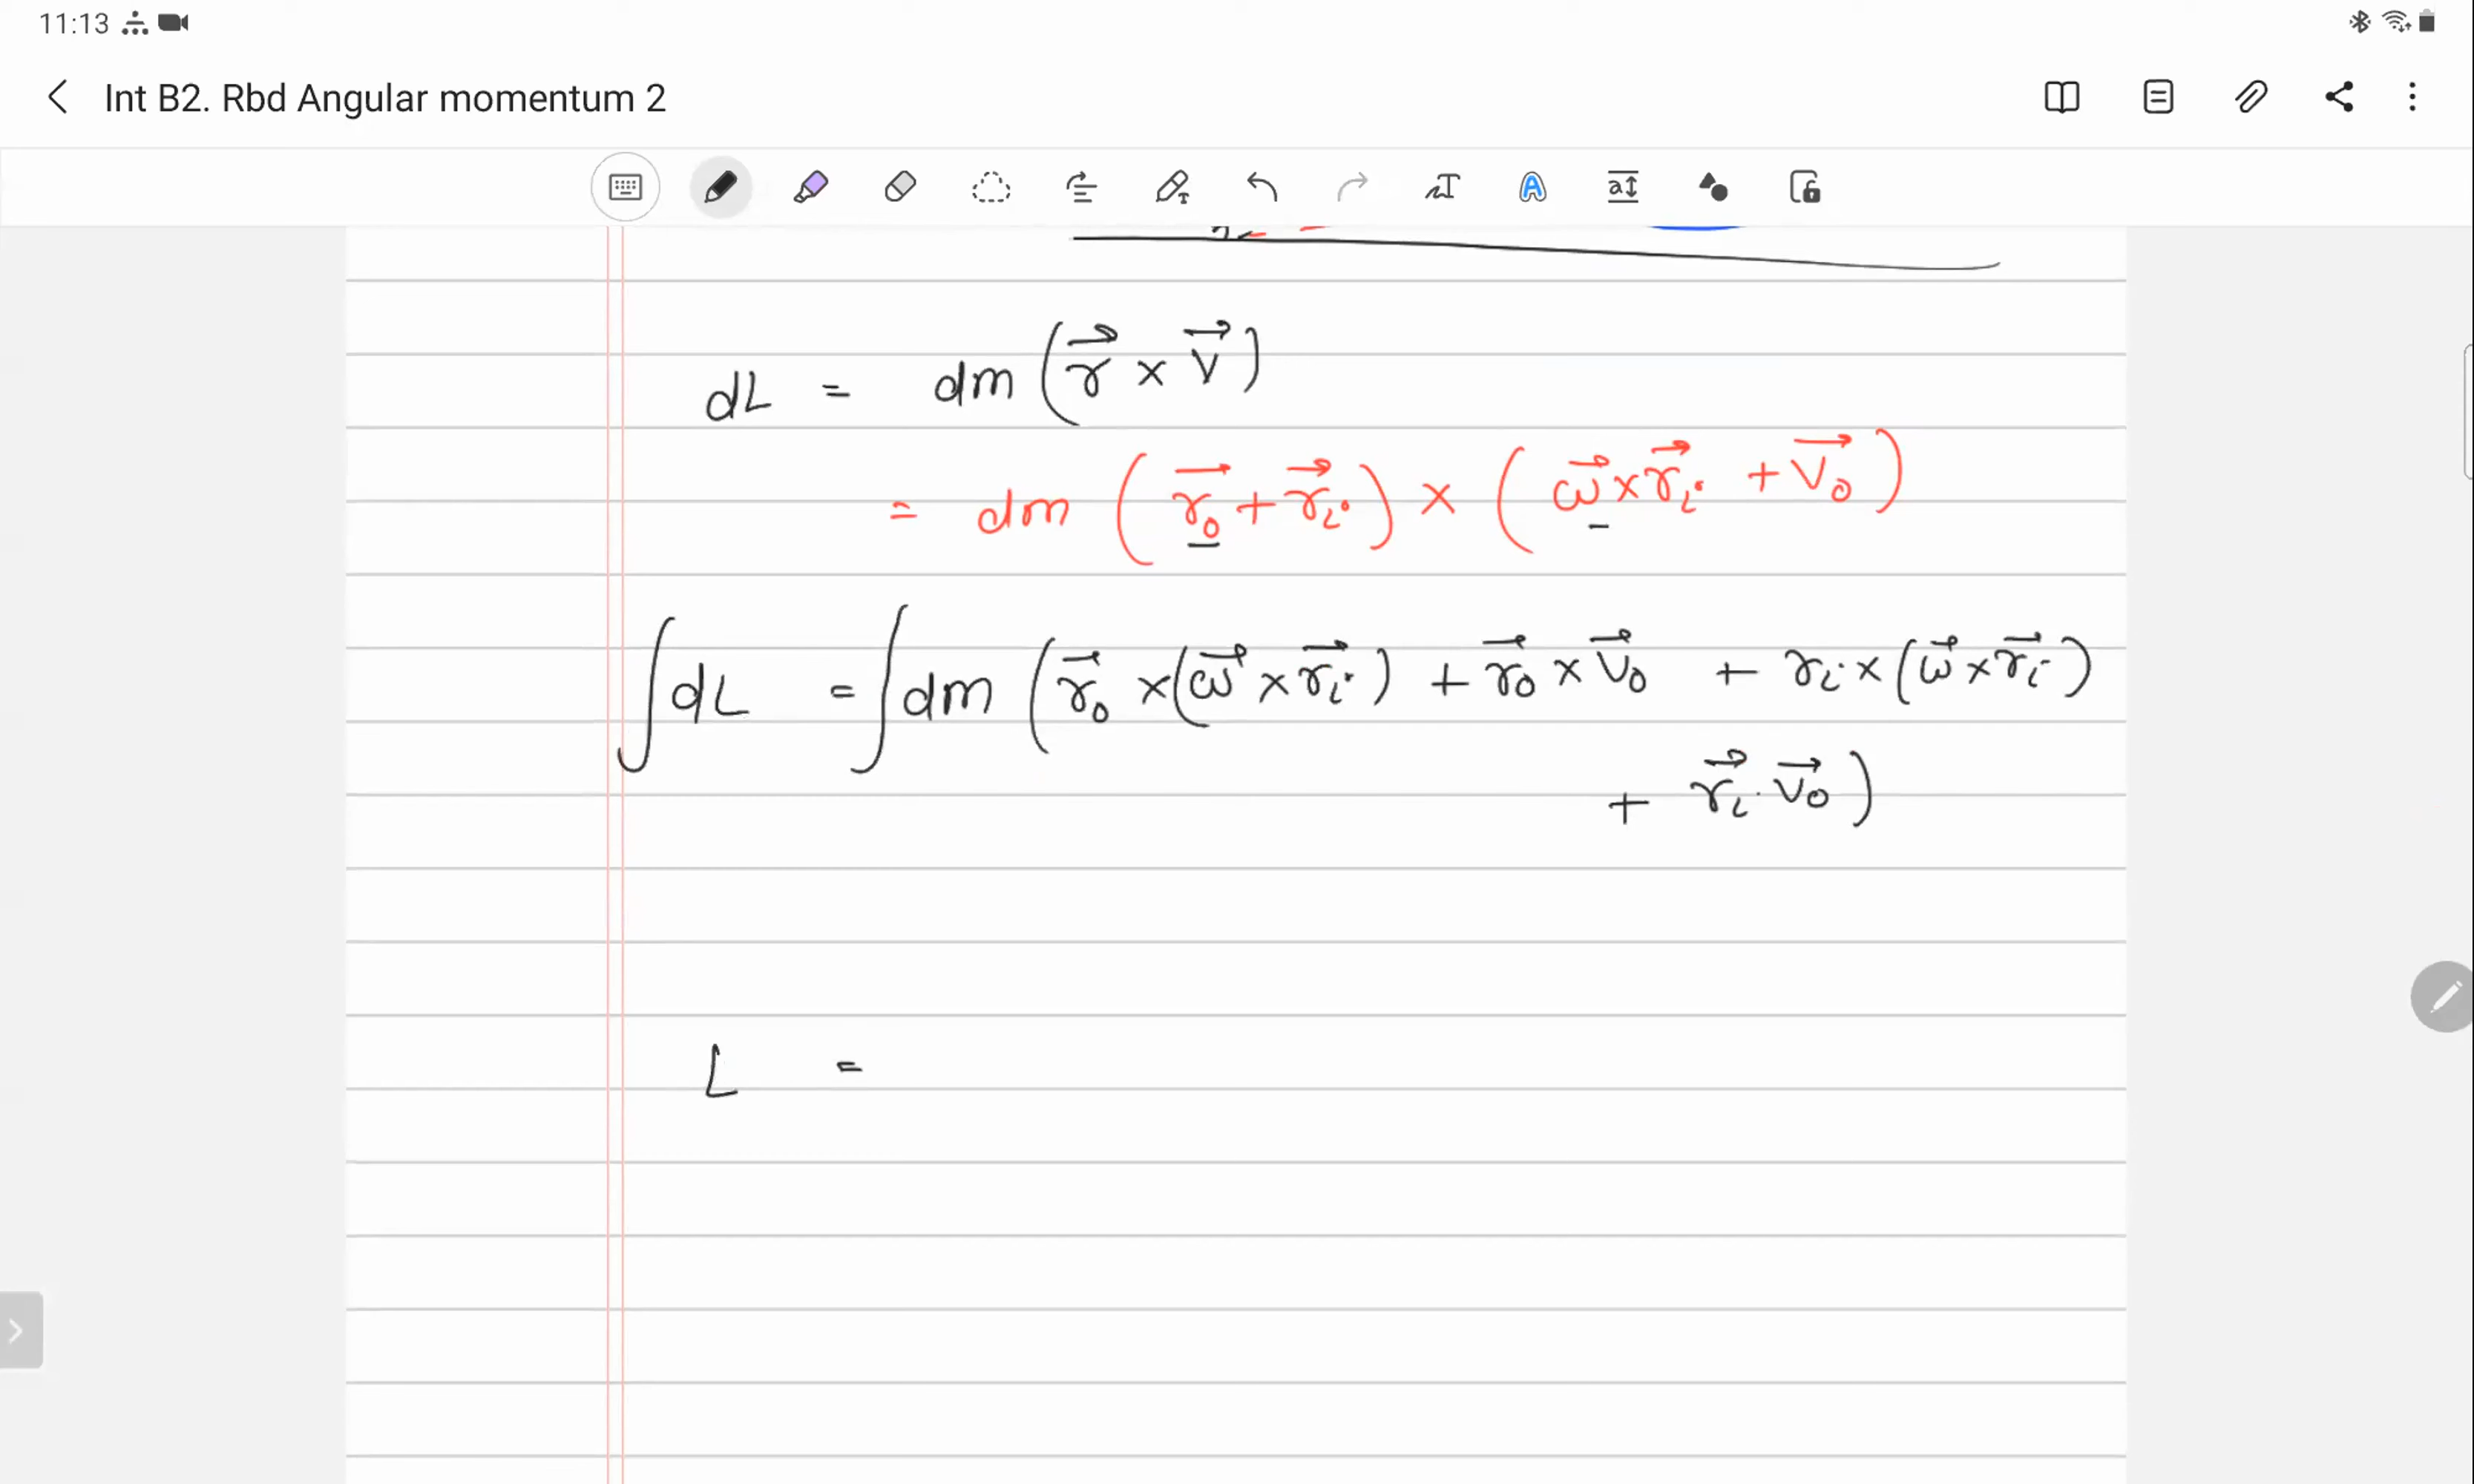 11:13
Int B2. Rbd Angular momentum 2
dL = dm (r⃗ × v⃗)
= dm (r⃗₀ + r⃗ᵢ) × (ω⃗ × r⃗ᵢ + v⃗₀)
∫dL = ∫dm (r⃗₀ × (ω⃗ × r⃗ᵢ) + r⃗₀ × v⃗₀ + rᵢ × (ω⃗ × r⃗ᵢ)
+ r⃗ᵢ · v⃗₀)
L =